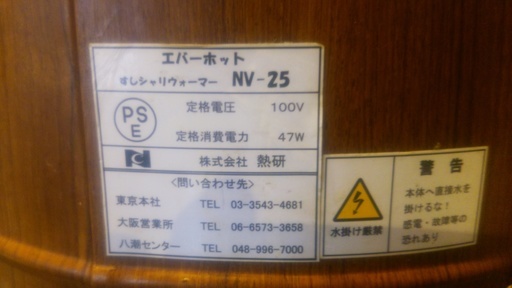 エバーホット
すしシャリウォーマー NV-25
PS
E
定格電圧 100V
定格消費電力 47W
株式会社 熱研
〈問い合わせ先〉
東京本社 TEL 03-3543-4681
大阪営業所 TEL 06-6573-3658
八潮センター TEL 048-996-7000
警告
本体へ直接水を
掛けるな!
感電・故障等の
恐れあり
水掛け厳禁